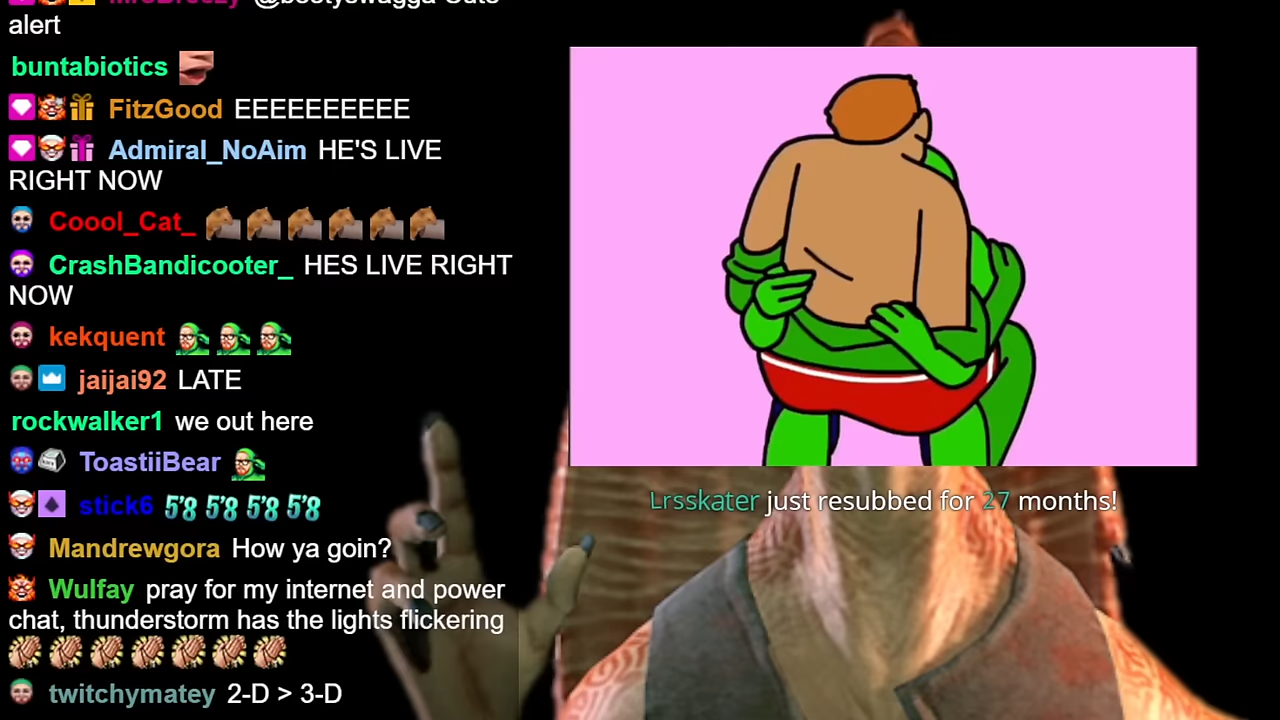 @bootyswagga Cute
alert
buntabiotics
FitzGood EEEEEEEEEE
Admiral_NoAim HE'S LIVE
RIGHT NOW
Coool_Cat_
CrashBandicooter_ HES LIVE RIGHT
NOW
kekquent
jaijai92 LATE
rockwalker1 we out here
ToastiiBear
stick6 5'8 5'8 5'8 5'8
Mandrewgora How ya goin?
Wulfay pray for my internet and power
chat, thunderstorm has the lights flickering
twitchymatey 2-D > 3-D
Lrsskater just resubbed for 27 months!